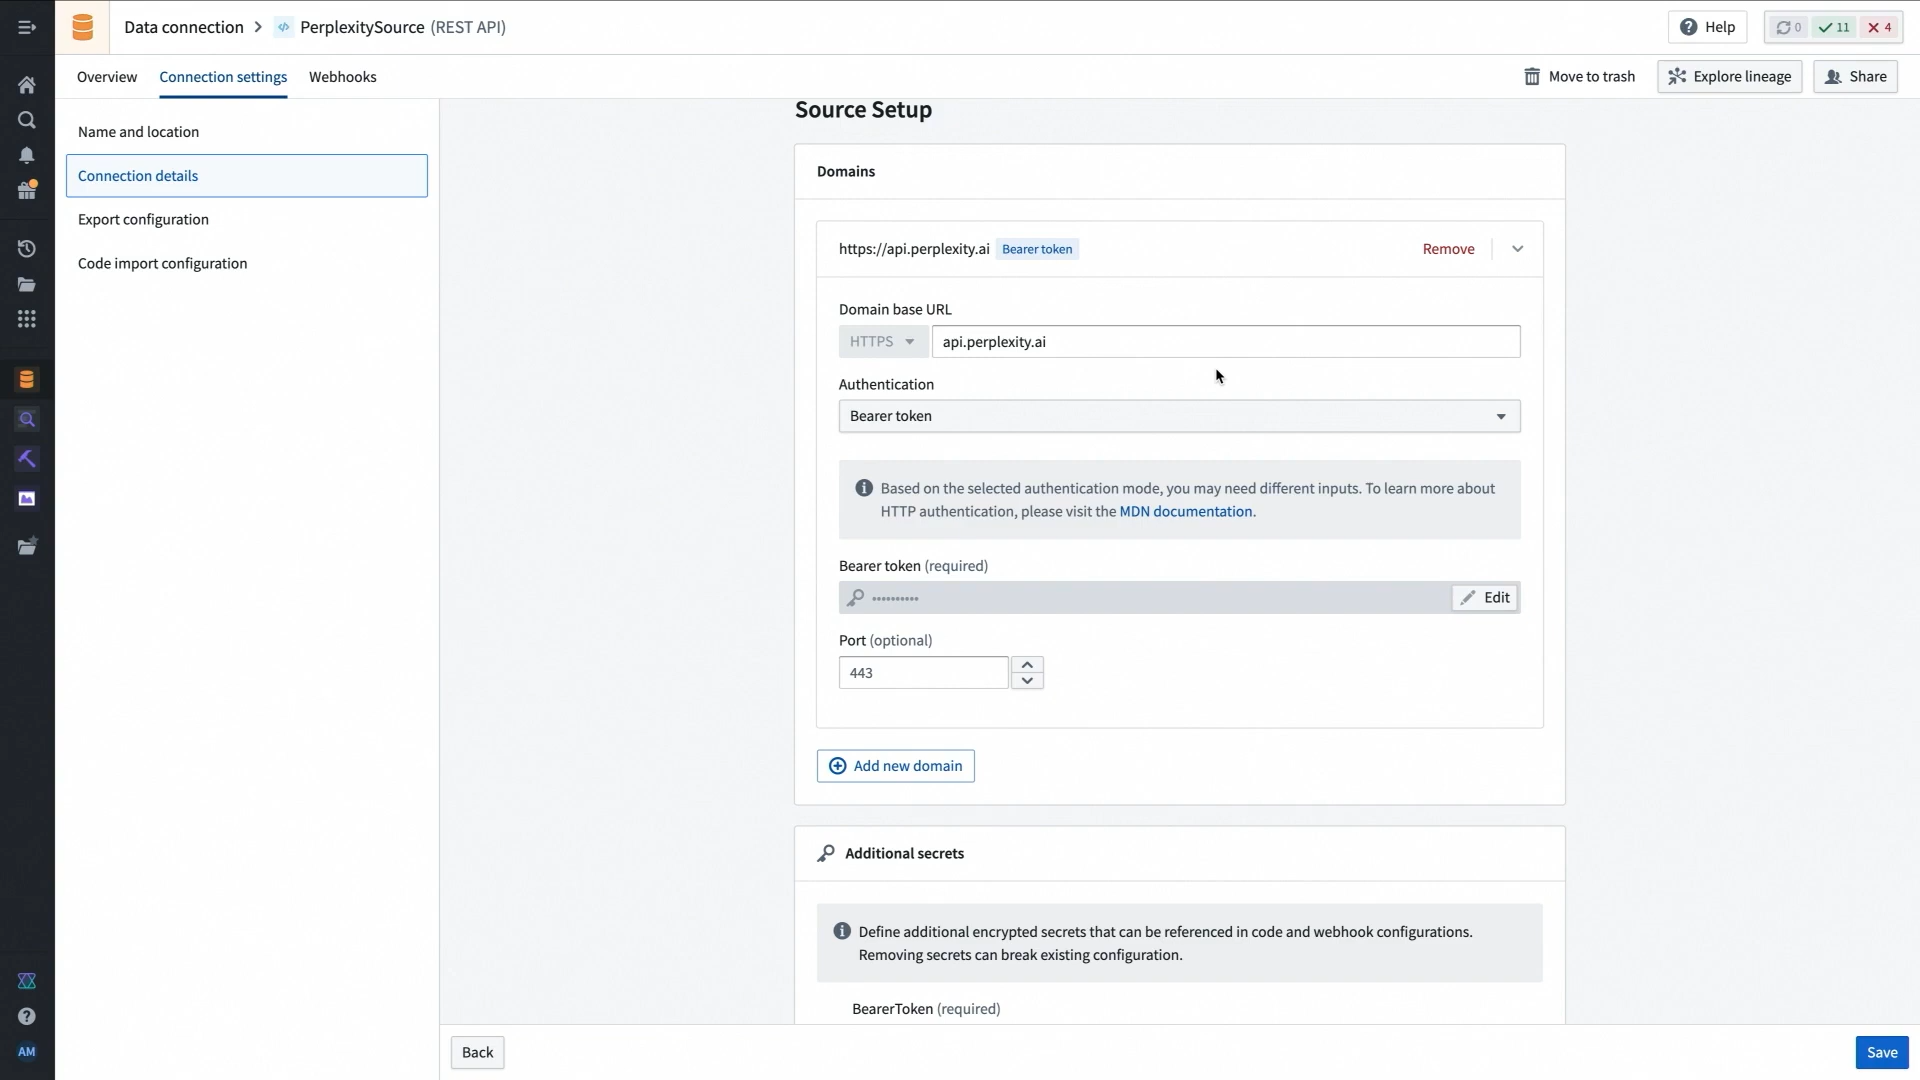 Data connection > PerplexitySource (REST API)
Help
0
11
4
Overview
Connection settings
Webhooks
Move to trash
Explore lineage
Share
Name and location
Connection details
Export configuration
Code import configuration
Source Setup
Domains
https://api.perplexity.ai Bearer token
Remove
Domain base URL
HTTPS
api.perplexity.ai
Authentication
Bearer token
Based on the selected authentication mode, you may need different inputs. To learn more about
HTTP authentication, please visit the MDN documentation.
Bearer token (required)
••••••••••
Edit
Port (optional)
443
Add new domain
Additional secrets
Define additional encrypted secrets that can be referenced in code and webhook configurations.
Removing secrets can break existing configuration.
BearerToken (required)
AM
Back
Save